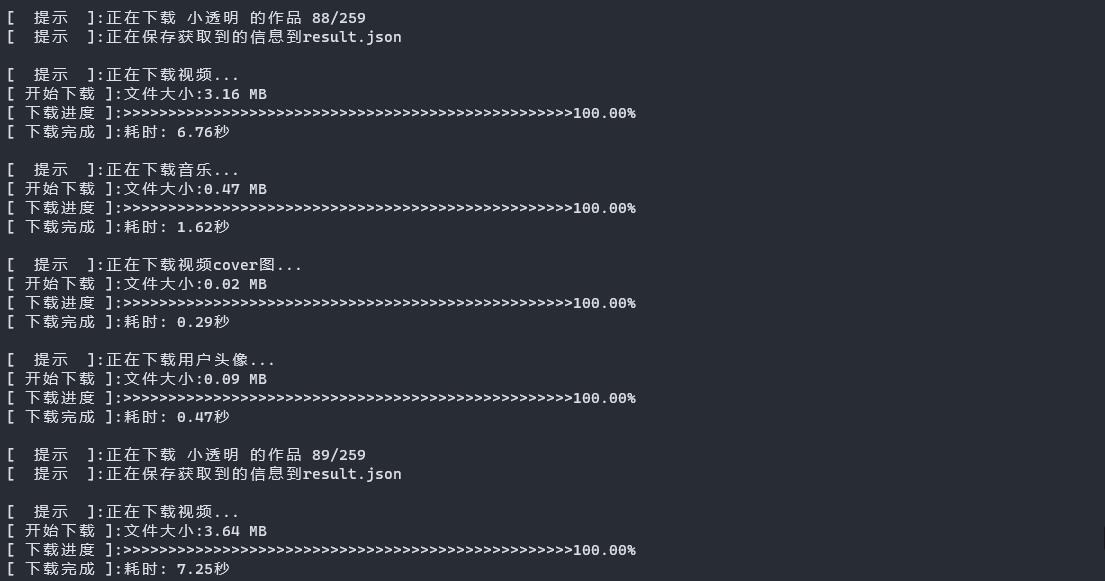 [  提示  ]:正在下载 小透明 的作品 88/259
[  提示  ]:正在保存获取到的信息到result.json
[  提示  ]:正在下载视频...
[ 开始下载 ]:文件大小:3.16 MB
[ 下载进度 ]:>>>>>>>>>>>>>>>>>>>>>>>>>>>>>>>>>>>>>>>>>>>>>>>>>>100.00%
[ 下载完成 ]:耗时: 6.76秒
[  提示  ]:正在下载音乐...
[ 开始下载 ]:文件大小:0.47 MB
[ 下载进度 ]:>>>>>>>>>>>>>>>>>>>>>>>>>>>>>>>>>>>>>>>>>>>>>>>>>>100.00%
[ 下载完成 ]:耗时: 1.62秒
[  提示  ]:正在下载视频cover图...
[ 开始下载 ]:文件大小:0.02 MB
[ 下载进度 ]:>>>>>>>>>>>>>>>>>>>>>>>>>>>>>>>>>>>>>>>>>>>>>>>>>>100.00%
[ 下载完成 ]:耗时: 0.29秒
[  提示  ]:正在下载用户头像...
[ 开始下载 ]:文件大小:0.09 MB
[ 下载进度 ]:>>>>>>>>>>>>>>>>>>>>>>>>>>>>>>>>>>>>>>>>>>>>>>>>>>100.00%
[ 下载完成 ]:耗时: 0.47秒
[  提示  ]:正在下载 小透明 的作品 89/259
[  提示  ]:正在保存获取到的信息到result.json
[  提示  ]:正在下载视频...
[ 开始下载 ]:文件大小:3.64 MB
[ 下载进度 ]:>>>>>>>>>>>>>>>>>>>>>>>>>>>>>>>>>>>>>>>>>>>>>>>>>>100.00%
[ 下载完成 ]:耗时: 7.25秒